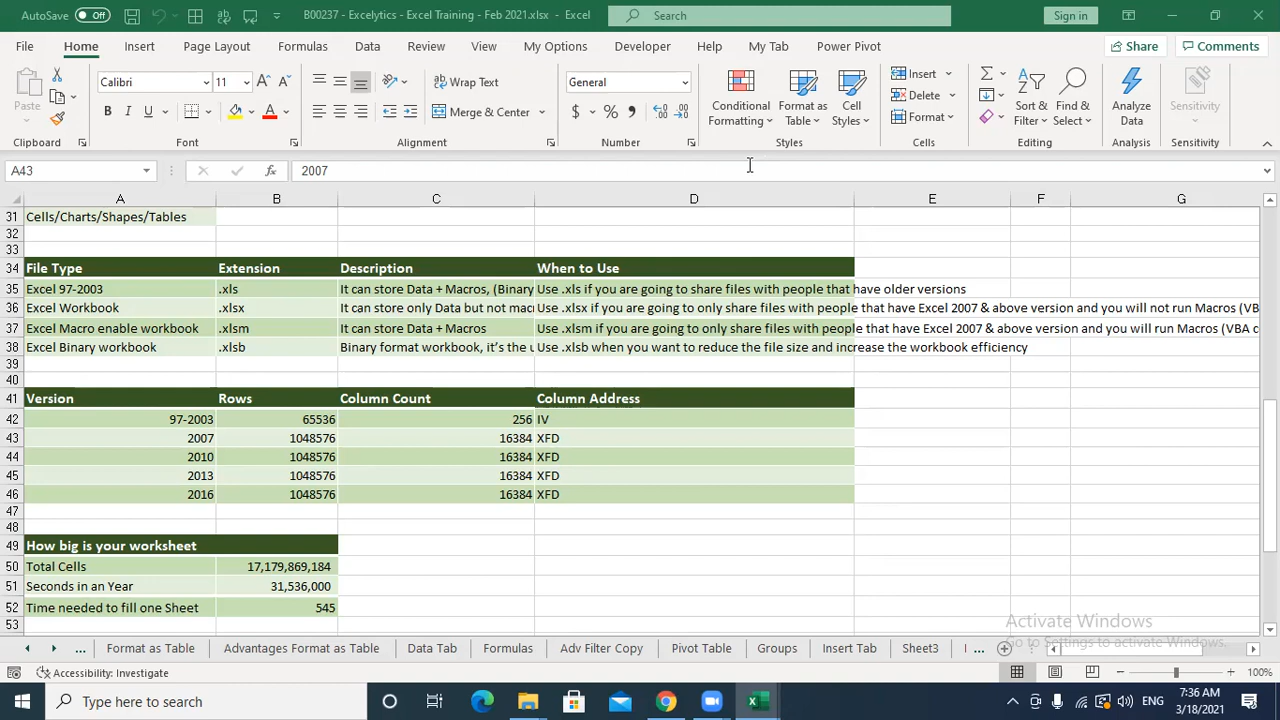 AutoSave Off B00237 - Excelytics - Excel Training - Feb 2021.xlsx - Excel Search Sign in
File Home Insert Page Layout Formulas Data Review View My Options Developer Help My Tab Power Pivot Share Comments
Paste Calibri 11 Wrap Text General Conditional Formatting Format as Table Cell Styles Insert Sort & Filter Find & Select Analyze Data Sensitivity
B I U A Merge & Center $ % Delete
Format
Clipboard Font Alignment Number Styles Cells Editing Analysis Sensitivity
A43 fx 2007
A B C D E F G
31 Cells/Charts/Shapes/Tables
32
33
34 File Type Extension Description When to Use
35 Excel 97-2003 .xls It can store Data + Macros, (Binary Use .xls if you are going to share files with people that have older versions
36 Excel Workbook .xlsx It can store only Data but not mac Use .xlsx if you are going to only share files with people that have Excel 2007 & above version and you will not run Macros (VB
37 Excel Macro enable workbook .xlsm It can store Data + Macros Use .xlsm if you are going to only share files with people that have Excel 2007 & above version and you will run Macros (VBA c
38 Excel Binary workbook .xlsb Binary format workbook, it's the u Use .xlsb when you want to reduce the file size and increase the workbook efficiency
39
40
41 Version Rows Column Count Column Address
42 97-2003 65536 256 IV
43 2007 1048576 16384 XFD
44 2010 1048576 16384 XFD
45 2013 1048576 16384 XFD
46 2016 1048576 16384 XFD
47
48
49 How big is your worksheet
50 Total Cells 17,179,869,184
51 Seconds in an Year 31,536,000
52 Time needed to fill one Sheet 545
53
Activate Windows
Go to Settings to activate Windows.
... Format as Table Advantages Format as Table Data Formulas Adv Filter Copy Pivot Table Groups Insert Tab Sheet3 ...
Accessibility: Investigate 100%
Type here to search ENG 7:36 AM
3/18/2021